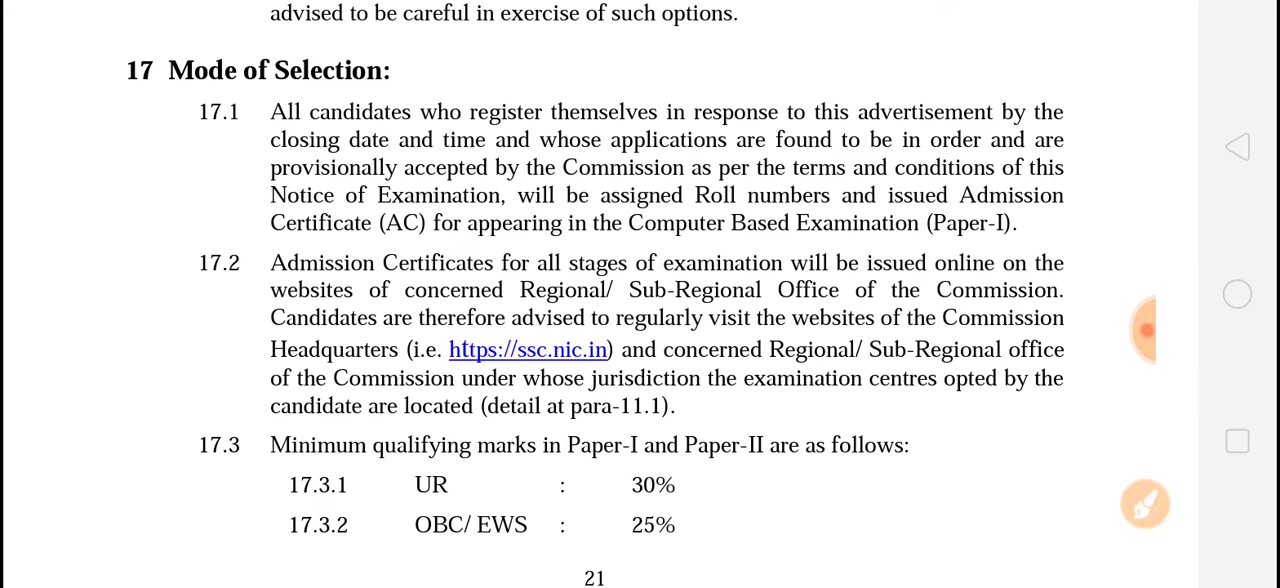 advised to be careful in exercise of such options.
17 Mode of Selection:
17.1 All candidates who register themselves in response to this advertisement by the
closing date and time and whose applications are found to be in order and are
provisionally accepted by the Commission as per the terms and conditions of this
Notice of Examination, will be assigned Roll numbers and issued Admission
Certificate (AC) for appearing in the Computer Based Examination (Paper-I).
17.2 Admission Certificates for all stages of examination will be issued online on the
websites of concerned Regional/ Sub-Regional Office of the Commission.
Candidates are therefore advised to regularly visit the websites of the Commission
Headquarters (i.e. https://ssc.nic.in) and concerned Regional/ Sub-Regional office
of the Commission under whose jurisdiction the examination centres opted by the
candidate are located (detail at para-11.1).
17.3 Minimum qualifying marks in Paper-I and Paper-II are as follows:
17.3.1 UR : 30%
17.3.2 OBC/ EWS : 25%
21